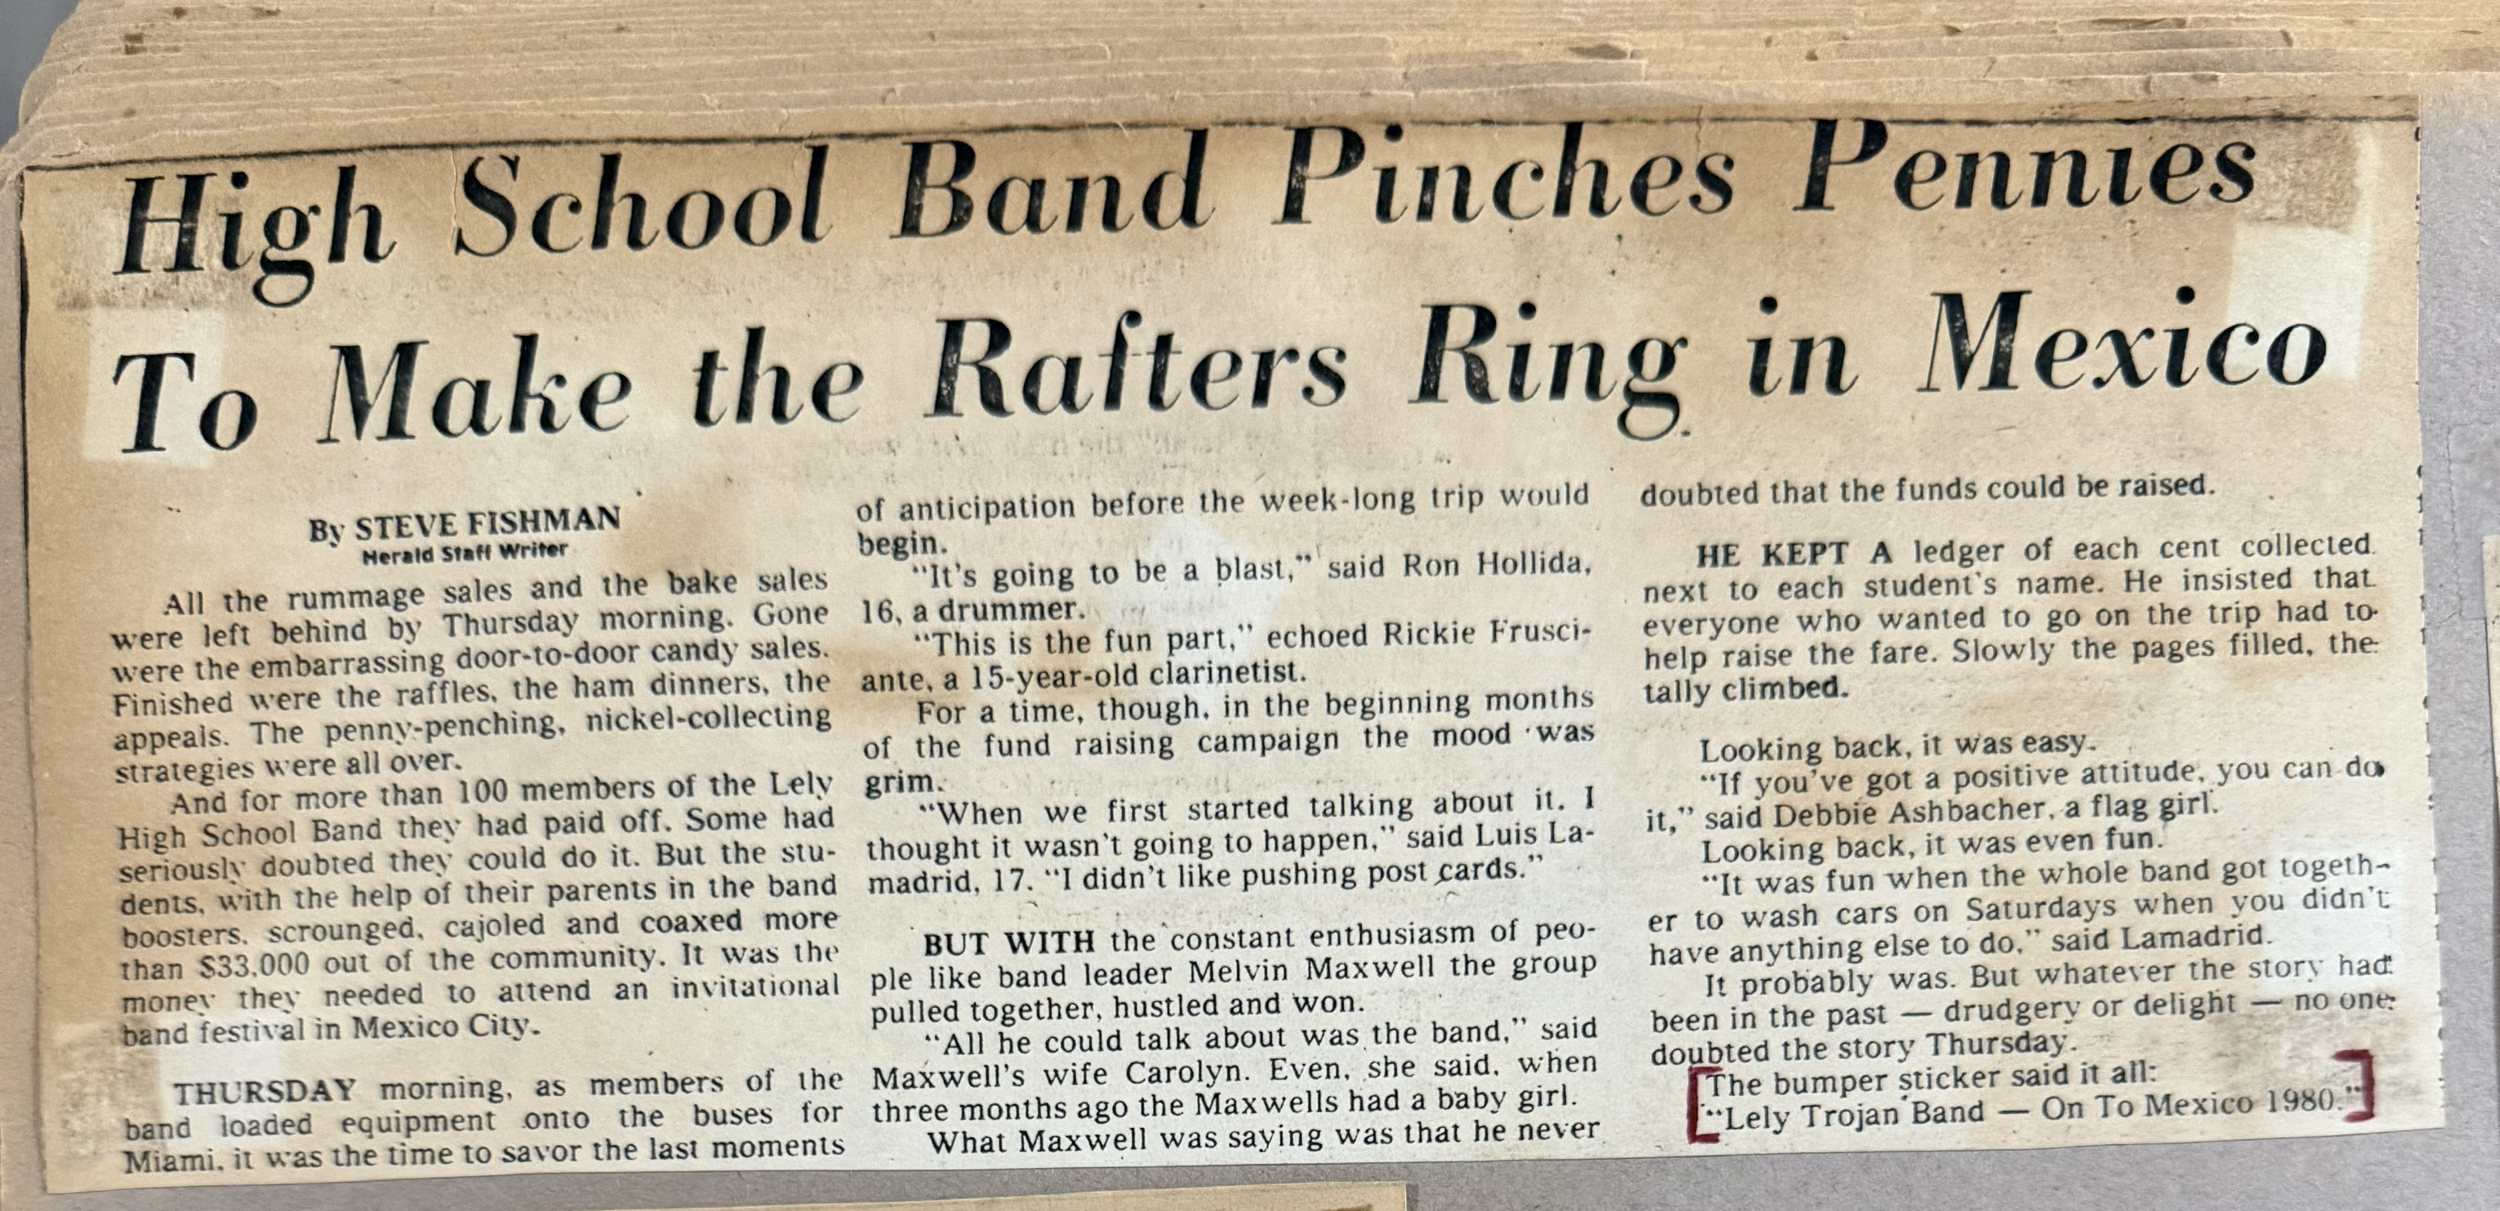 High School Band Pinches Pennies
To Make the Rafters Ring in Mexico
By STEVE FISHMAN
Herald Staff Writer
All the rummage sales and the bake sales
were left behind by Thursday morning. Gone
were the embarrassing door-to-door candy sales.
Finished were the raffles, the ham dinners, the
appeals. The penny-penching, nickel-collecting
strategies were all over.
And for more than 100 members of the Lely
High School Band they had paid off. Some had
seriously doubted they could do it. But the stu-
dents, with the help of their parents in the band
boosters, scrounged, cajoled and coaxed more
than $33,000 out of the community. It was the
money they needed to attend an invitational
band festival in Mexico City.
THURSDAY morning, as members of the
band loaded equipment onto the buses for
Miami, it was the time to savor the last moments
of anticipation before the week-long trip would
begin.
"It's going to be a blast," said Ron Hollida,
16, a drummer.
"This is the fun part," echoed Rickie Frusci-
ante, a 15-year-old clarinetist.
For a time, though, in the beginning months
of the fund raising campaign the mood was
grim.
"When we first started talking about it, I
thought it wasn't going to happen," said Luis La-
madrid, 17. "I didn't like pushing post cards."
BUT WITH the constant enthusiasm of peo-
ple like band leader Melvin Maxwell the group
pulled together, hustled and won.
"All he could talk about was the band," said
Maxwell's wife Carolyn. Even, she said, when
three months ago the Maxwells had a baby girl.
What Maxwell was saying was that he never
doubted that the funds could be raised.
HE KEPT A ledger of each cent collected
next to each student's name. He insisted that
everyone who wanted to go on the trip had to
help raise the fare. Slowly the pages filled, the
tally climbed.
Looking back, it was easy.
"If you've got a positive attitude, you can do
it," said Debbie Ashbacher, a flag girl.
Looking back, it was even fun.
"It was fun when the whole band got togeth-
er to wash cars on Saturdays when you didn't
have anything else to do," said Lamadrid.
It probably was. But whatever the story had
been in the past — drudgery or delight — no one
doubted the story Thursday.
[The bumper sticker said it all:
"Lely Trojan Band — On To Mexico 1980."]